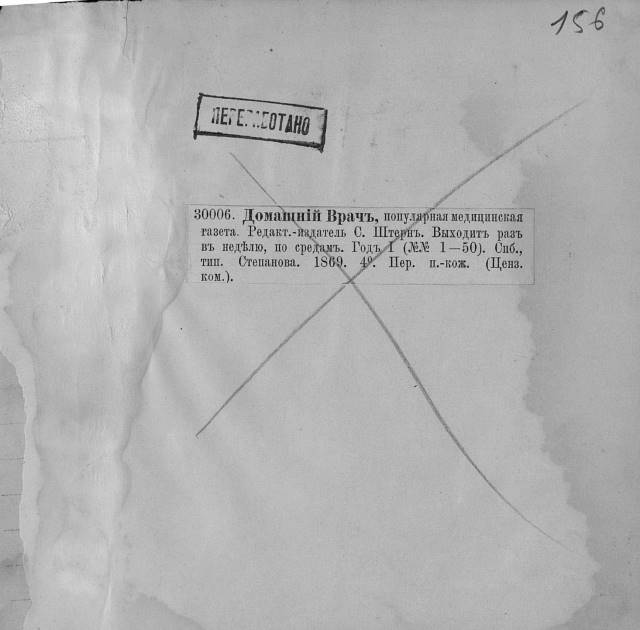 156
ПЕРЕРАБОТАНО
30006. Домашній Врачъ, популярная медицинская
газета. Редакт.-издатель С. Штернъ. Выходитъ разъ
въ недѣлю, по средамъ. Годъ I (№№ 1—50). Спб.,
тип. Степанова. 1869. 4º. Пер. п.-кож. (Ценз.
ком.).